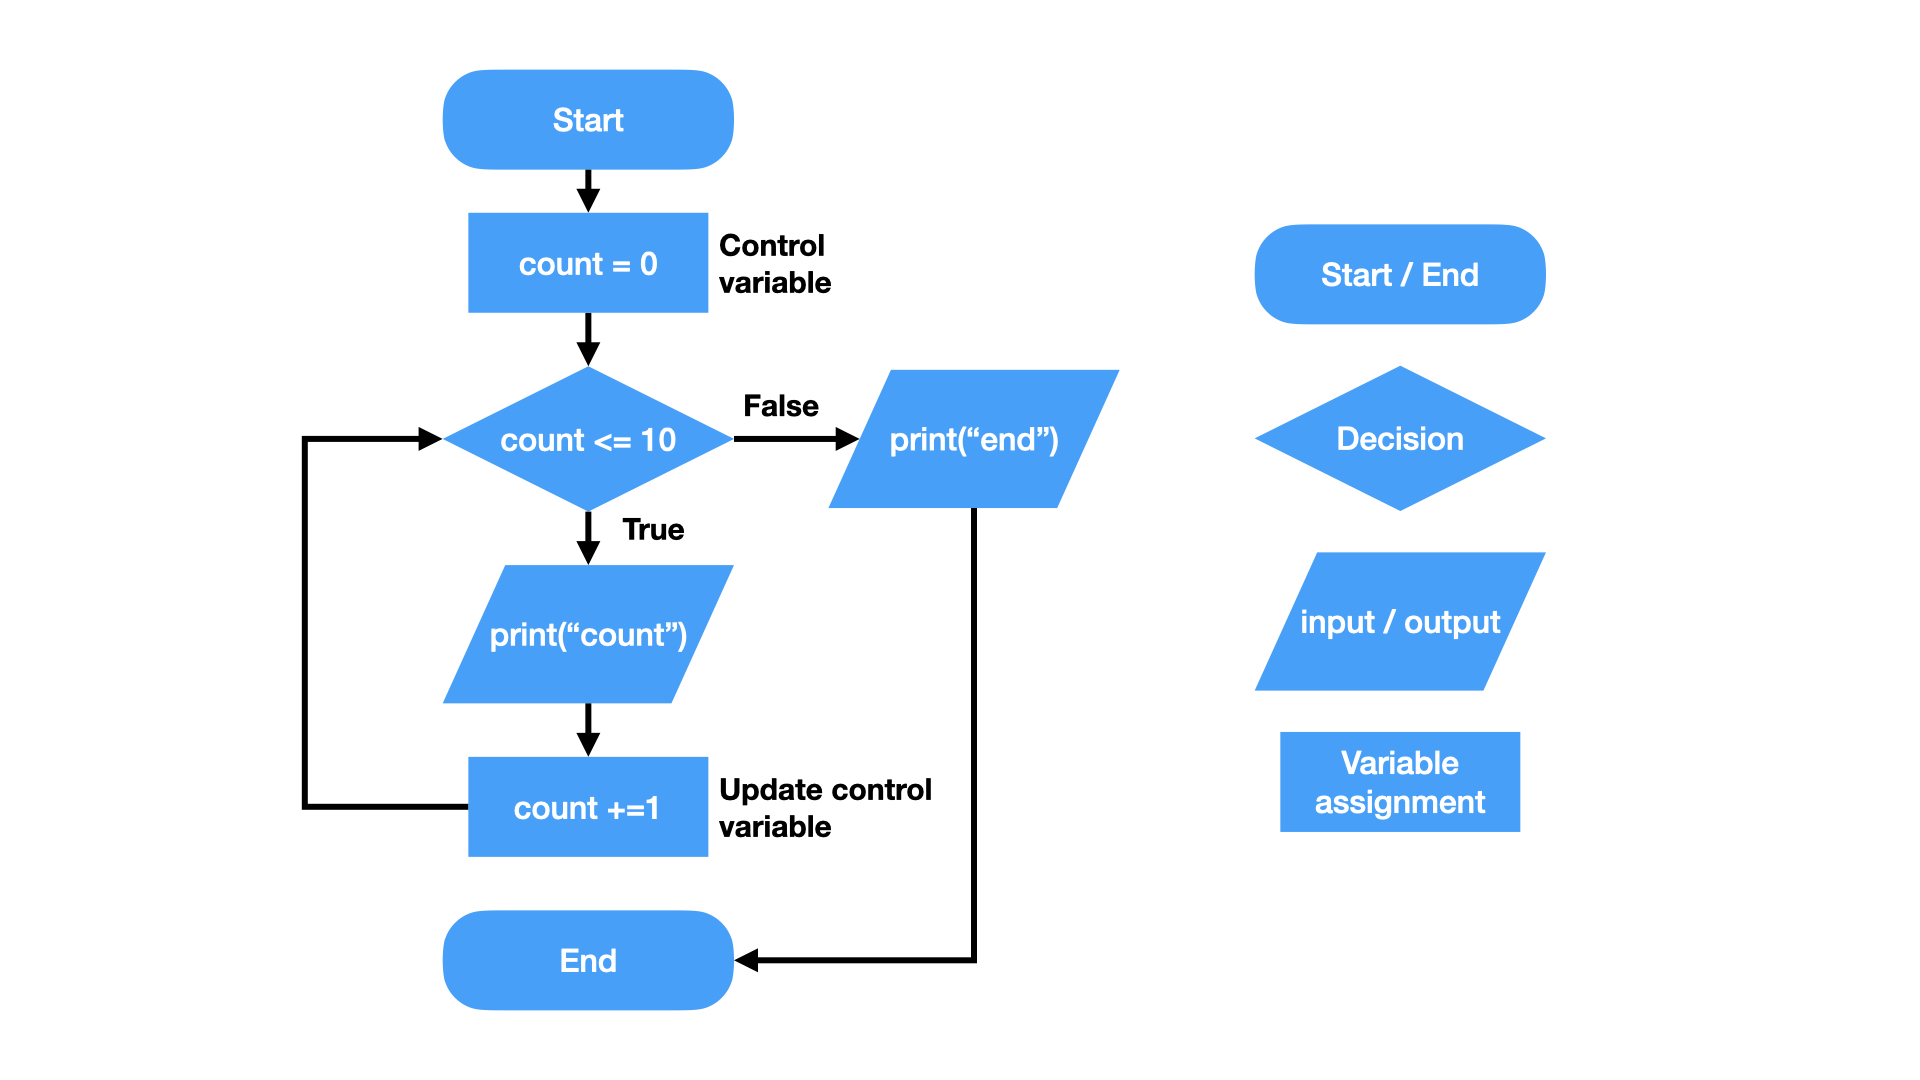 Start
count = 0
Control
variable
count <= 10
False
print(“end”)
True
print(“count”)
count +=1
Update control
variable
End
Start / End
Decision
input / output
Variable
assignment